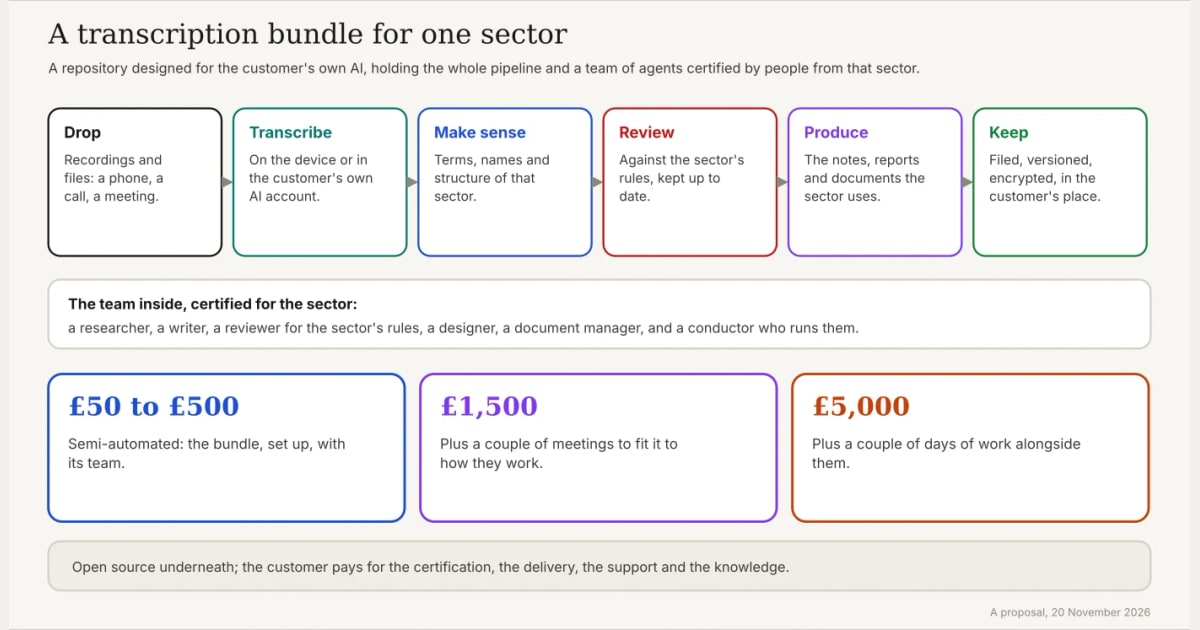 A transcription bundle for one sector
A repository designed for the customer's own AI, holding the whole pipeline and a team of agents certified by people from that sector.
Drop
Recordings and
files: a phone, a
call, a meeting.
Transcribe
On the device or in
the customer's own
AI account.
Make sense
Terms, names and
structure of that
sector.
Review
Against the sector's
rules, kept up to
date.
Produce
The notes, reports
and documents the
sector uses.
Keep
Filed, versioned,
encrypted, in the
customer's place.
The team inside, certified for the sector:
a researcher, a writer, a reviewer for the sector's rules, a designer, a document manager, and a conductor who runs them.
£50 to £500
Semi-automated: the bundle, set up, with
its team.
£1,500
Plus a couple of meetings to fit it to
how they work.
£5,000
Plus a couple of days of work alongside
them.
Open source underneath; the customer pays for the certification, the delivery, the support and the knowledge.
A proposal, 20 November 2026